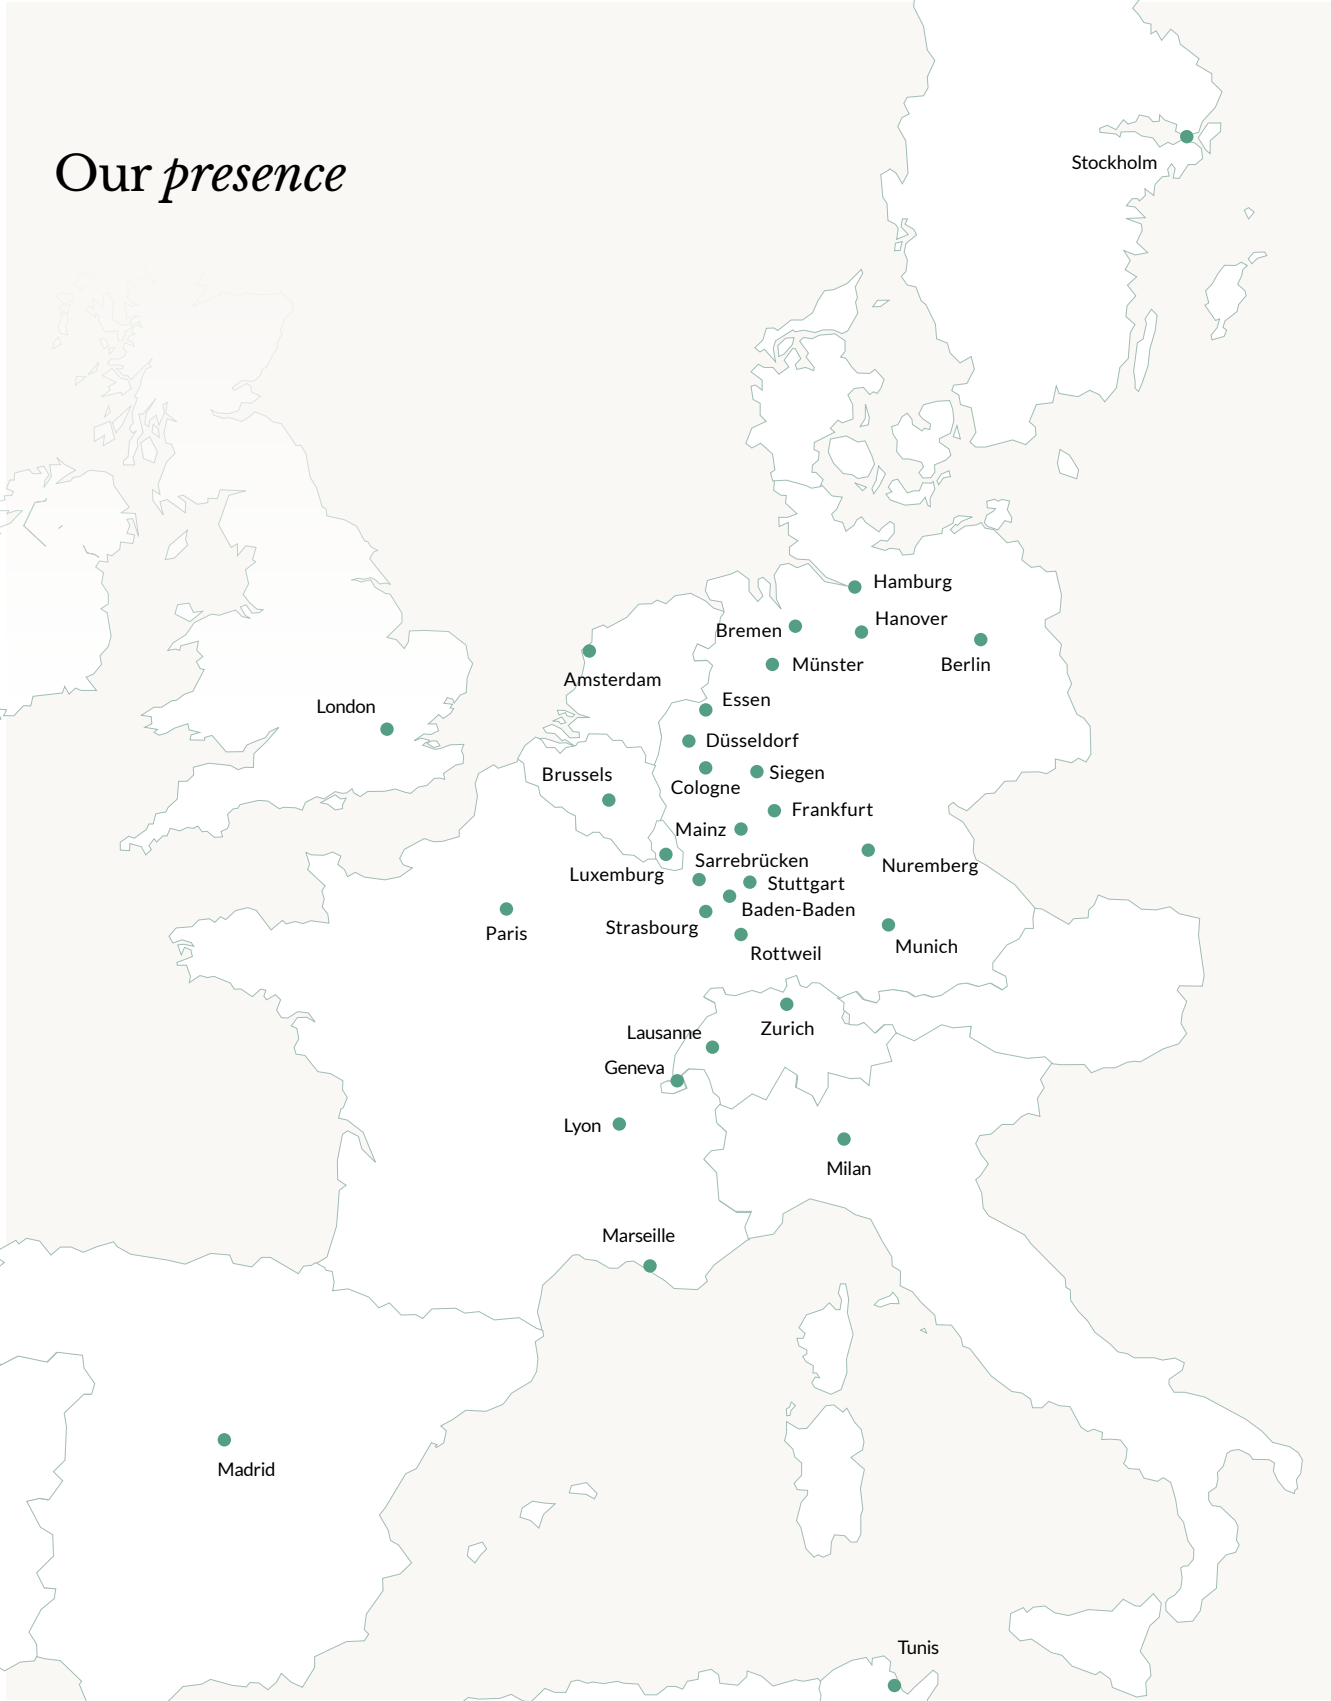 Our presence
Stockholm
Hamburg
Hanover
Bremen
Berlin
Münster
Amsterdam
Essen
London
Düsseldorf
Siegen
Brussels
Cologne
Frankfurt
Mainz
Sarrebrücken
Nuremberg
Luxemburg
Stuttgart
Baden-Baden
Strasbourg
Paris
Munich
Rottweil
Zurich
Lausanne
Geneva
Lyon
Milan
Marseille
Madrid
Tunis